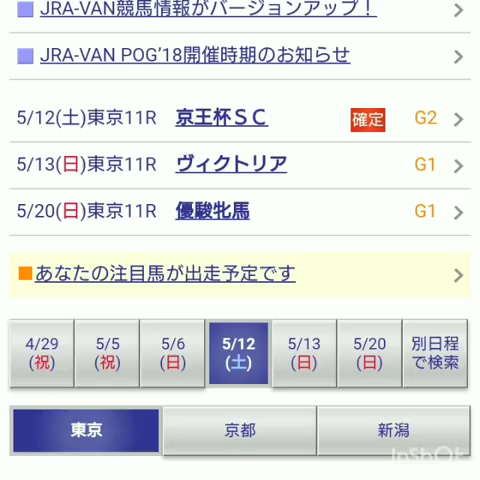 JRA-VAN競馬情報がバージョンアップ！
JRA-VAN POG'18開催時期のお知らせ
5/12(土)東京11R 京王杯ＳＣ 確定 G2
5/13(日)東京11R ヴィクトリア G1
5/20(日)東京11R 優駿牝馬 G1
あなたの注目馬が出走予定です
4/29 5/5 5/6 5/12 5/13 5/20 別日程
(祝) (祝) (日) (土) (日) (日) で検索
東京 京都 新潟
InShOt